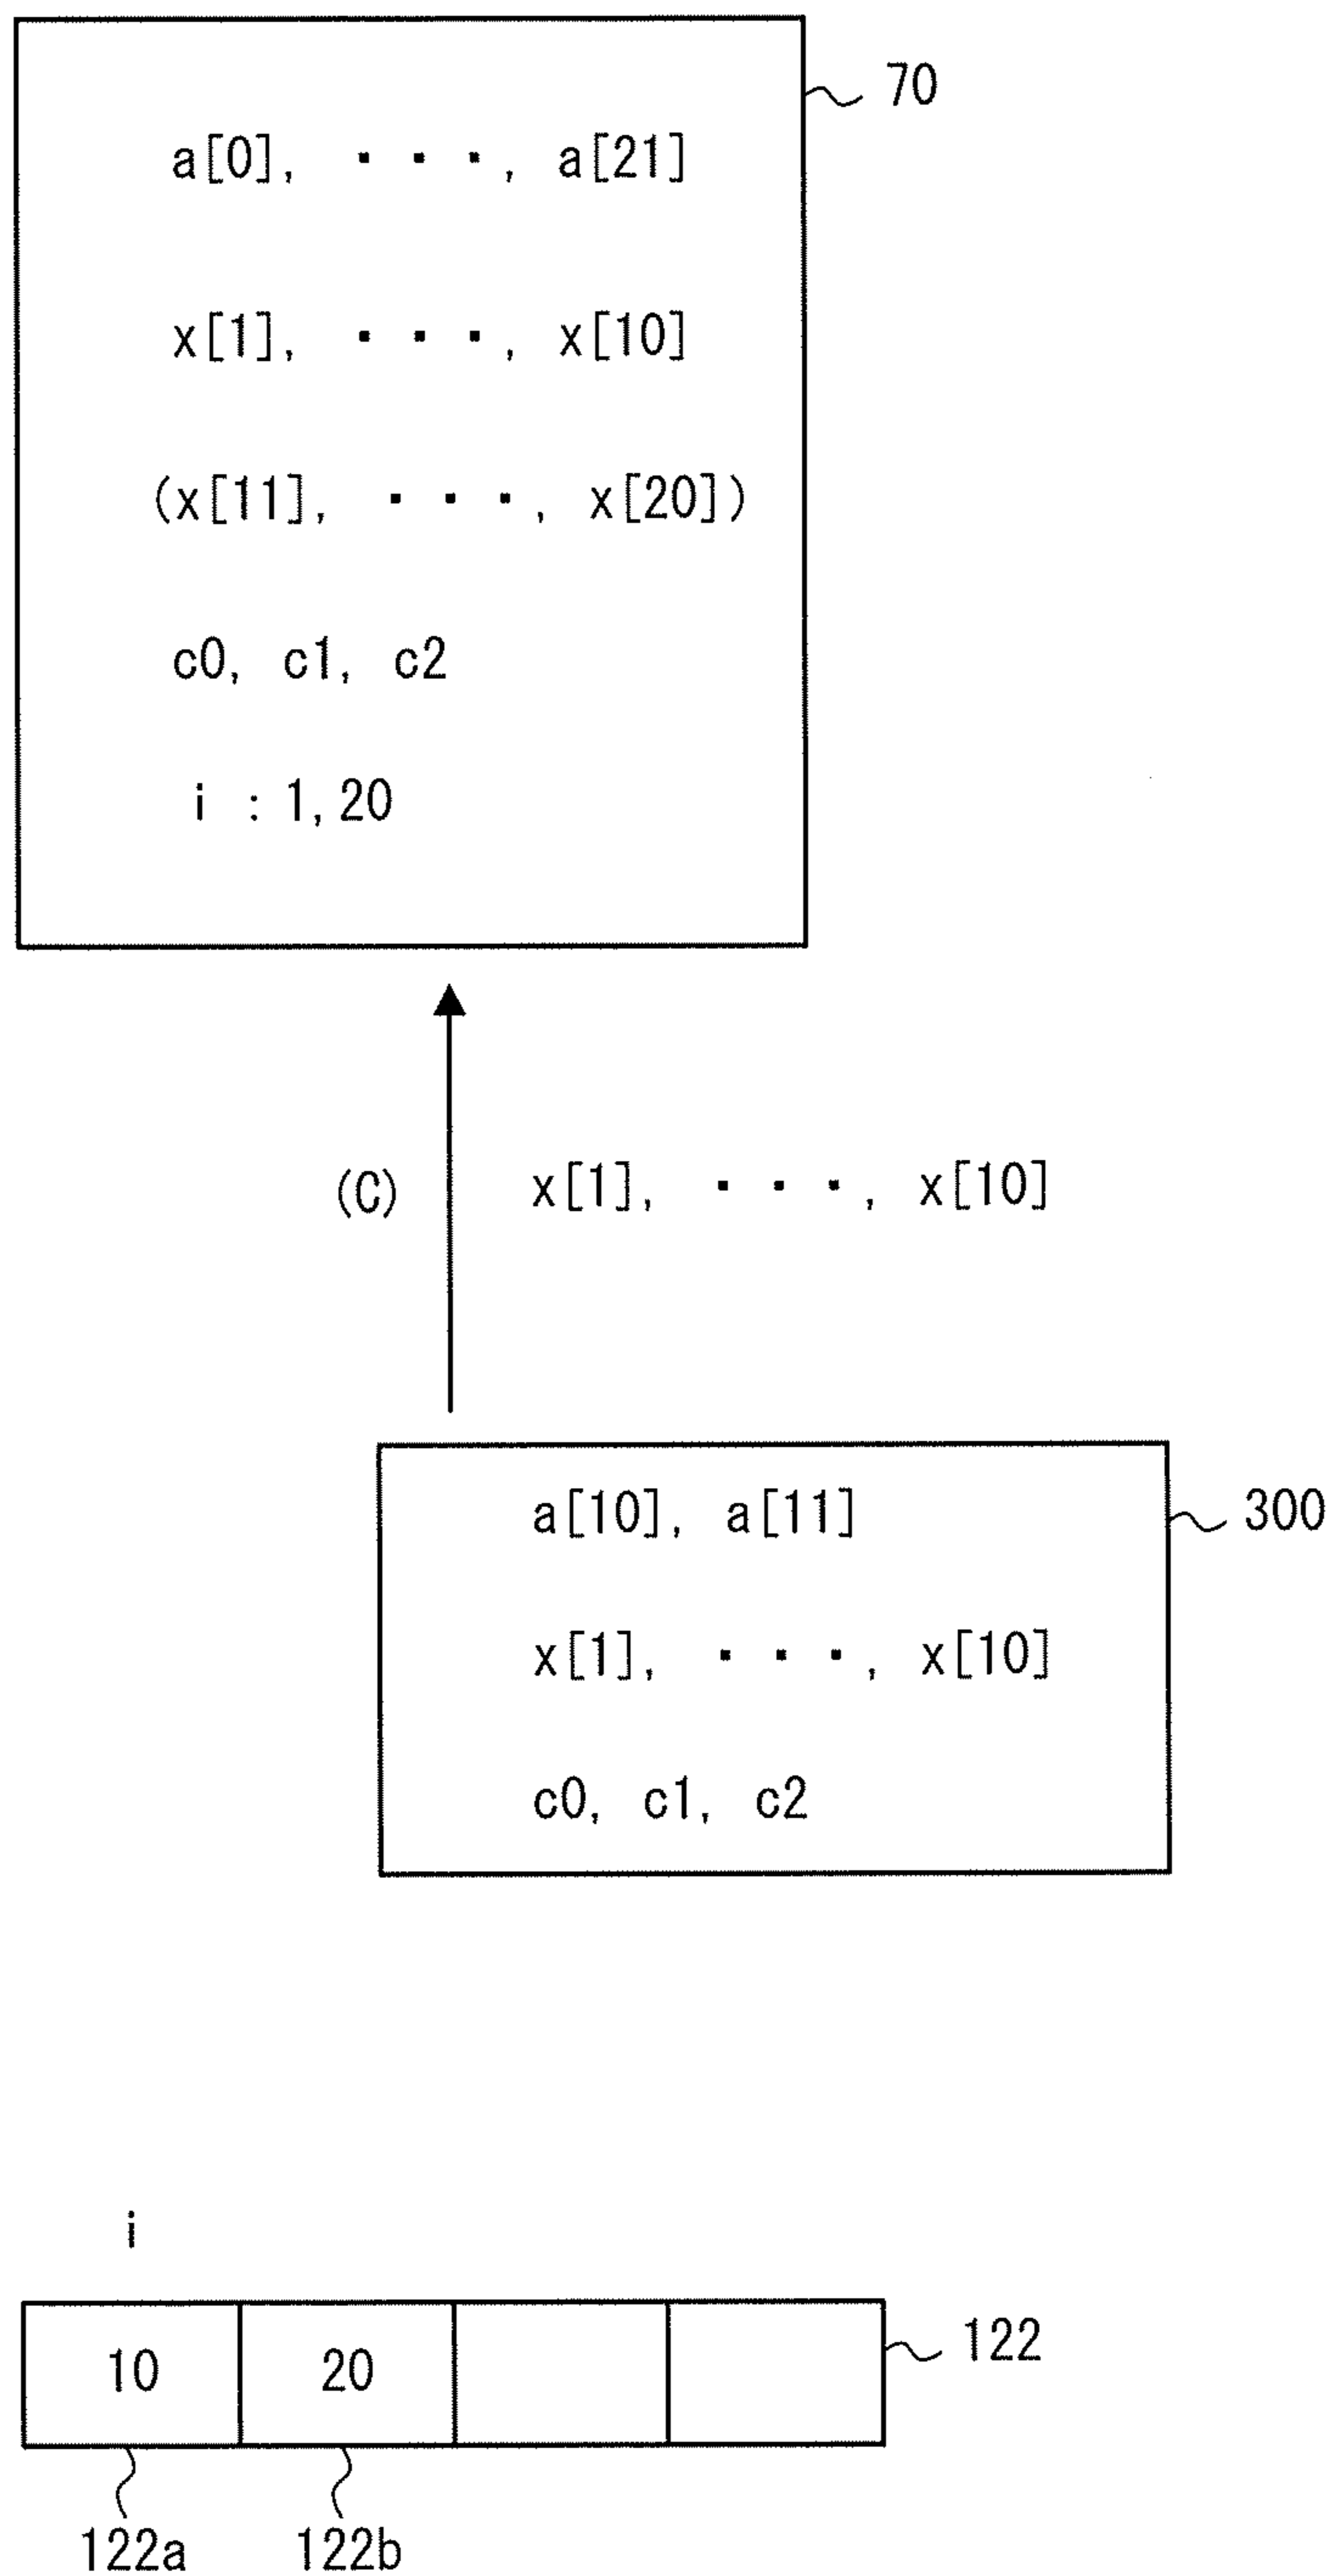 70
a[0], ・・・, a[21]
x[1], ・・・, x[10]
(x[11], ・・・, x[20])
c0, c1, c2
i : 1,20
(C) x[1], ・・・, x[10]
a[10], a[11]
300
x[1], ・・・, x[10]
c0, c1, c2
i
10 20
122
122a 122b